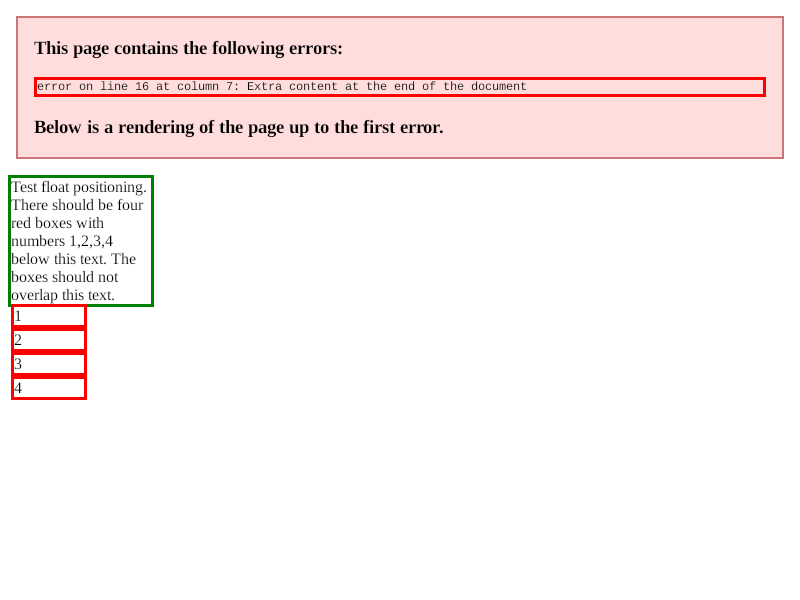 This page contains the following errors:
error on line 16 at column 7: Extra content at the end of the document
Below is a rendering of the page up to the first error.
Test float positioning.
There should be four
red boxes with
numbers 1,2,3,4
below this text. The
boxes should not
overlap this text.
1
2
3
4